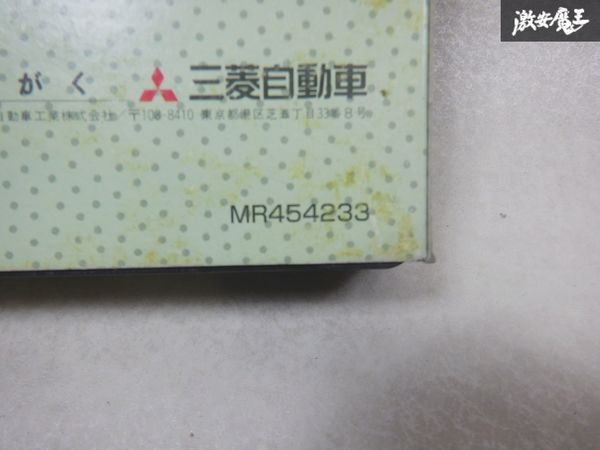 激安魔王
がく 三菱自動車
自動車工業株式会社/〒108-8410 東京都港区芝五丁目33番8号
MR454233